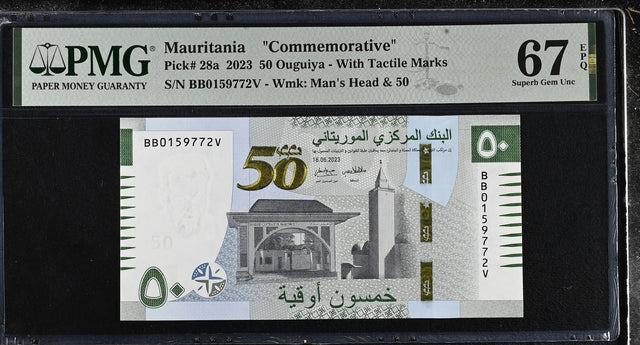 PMG
PAPER MONEY GUARANTY
Mauritania "Commemorative"
Pick# 28a 2023 50 Ouguiya - With Tactile Marks
S/N BB0159772V - Wmk: Man's Head & 50
67 EPQ
Superb Gem Unc
BB0159772V
البنك المركزي الموريتاني
18.06.2023
50
٥٠
BB0159772V
50
٥٠
خمسون أوقية